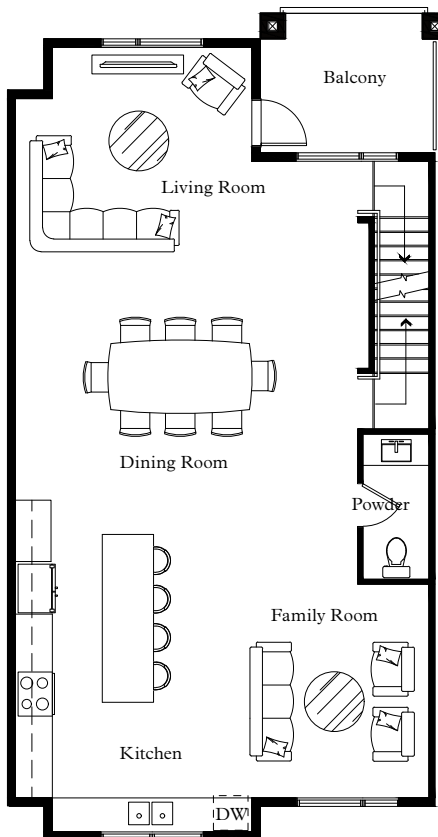 Balcony
Living Room
Dining Room
Powder
Family Room
Kitchen
DW